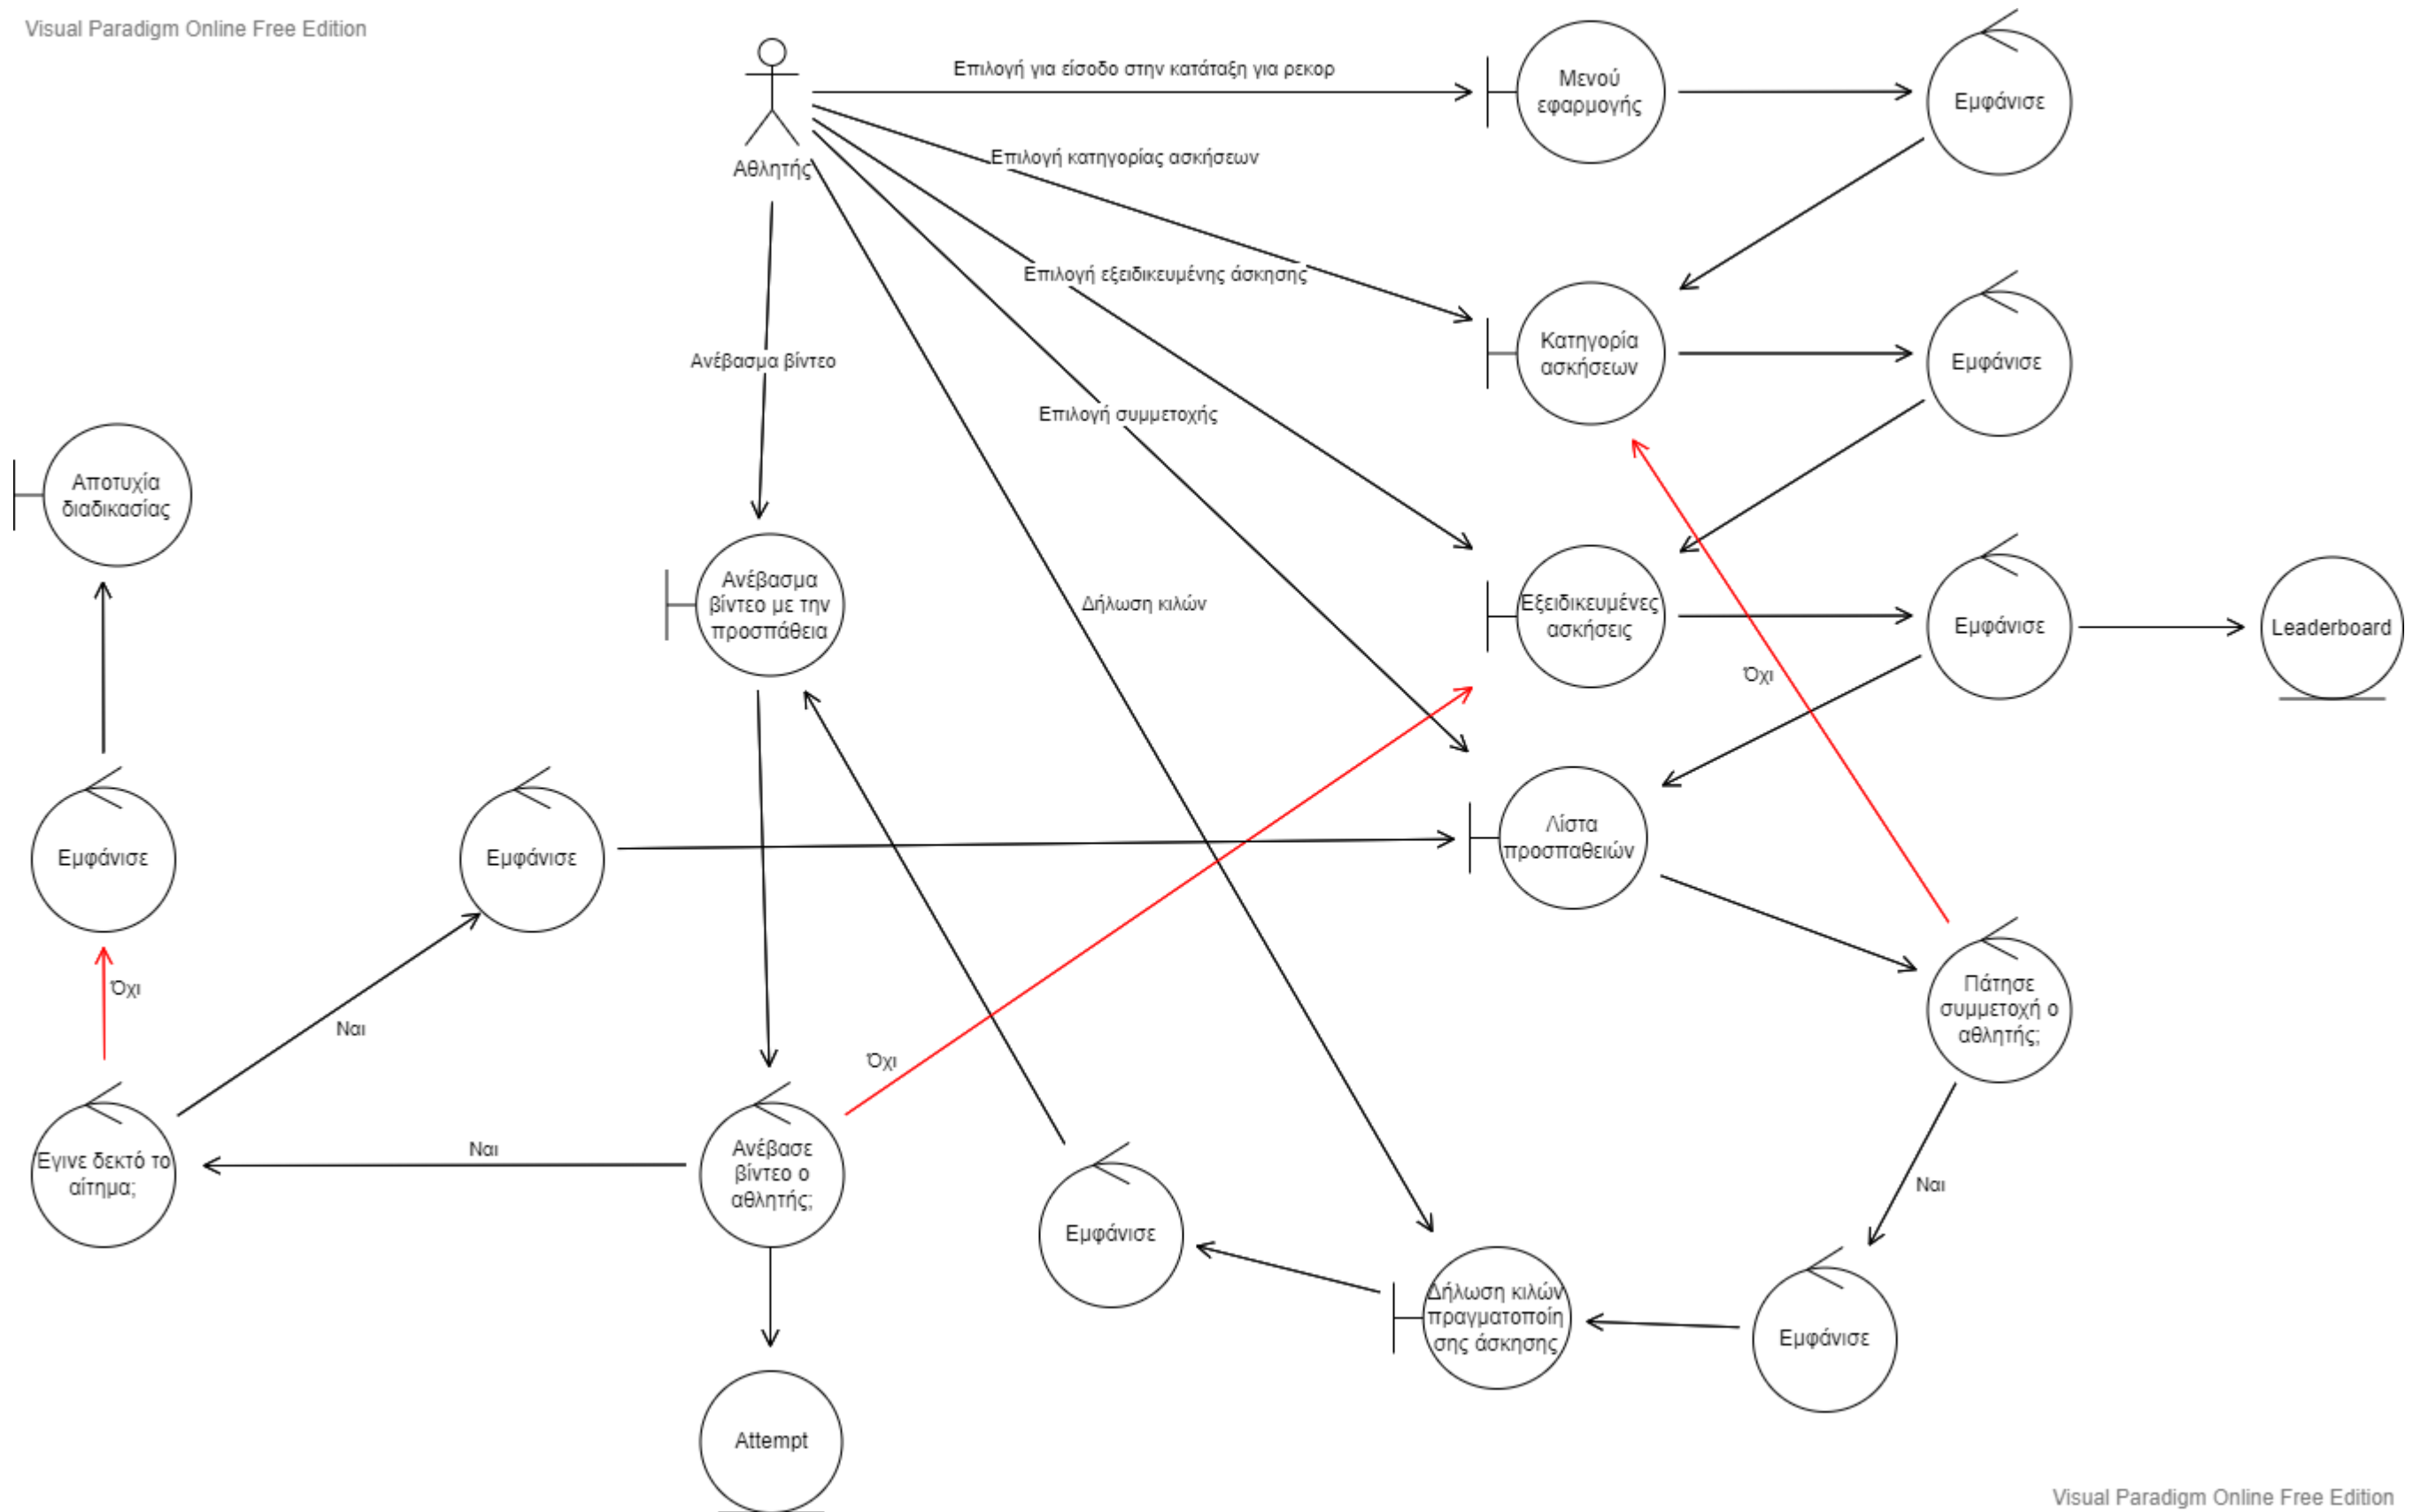 Visual Paradigm Online Free Edition
Επιλογή για είσοδο στην κατάταξη για ρεκορ
Μενού
εφαρμογής
Εμφάνισε
Αθλητής
Επιλογή κατηγορίας ασκήσεων
Επιλογή εξειδικευμένης άσκησης
Κατηγορία
ασκήσεων
Εμφάνισε
Ανέβασμα βίντεο
Επιλογή συμμετοχής
Αποτυχία
διαδικασίας
Ανέβασμα
βίντεο με την
προσπάθεια
Δήλωση κιλών
Εξειδικευμένες
ασκήσεις
Εμφάνισε
Leaderboard
Όχι
Εμφάνισε
Εμφάνισε
Λίστα
προσπαθειών
Όχι
Ναι
Όχι
Πάτησε
συμμετοχή ο
αθλητής;
Εγινε δεκτό το
αίτημα;
Ναι
Ανέβασε
βίντεο ο
αθλητής;
Ναι
Εμφάνισε
Δήλωση κιλών
πραγματοποίη
σης άσκησης
Εμφάνισε
Attempt
Visual Paradigm Online Free Edition